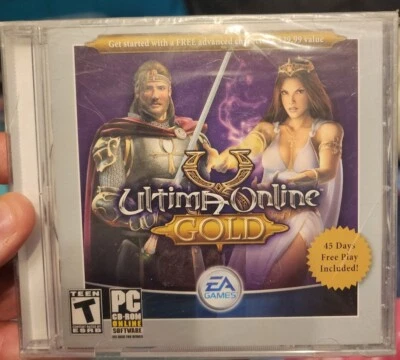 Get started with a FREE advanced
value
Ultima Online
GOLD
45 Days
Free Play
Included!
EA
GAMES
TEEN
T
ESRB
PC
CD-ROM
ONLINE
SOFTWARE